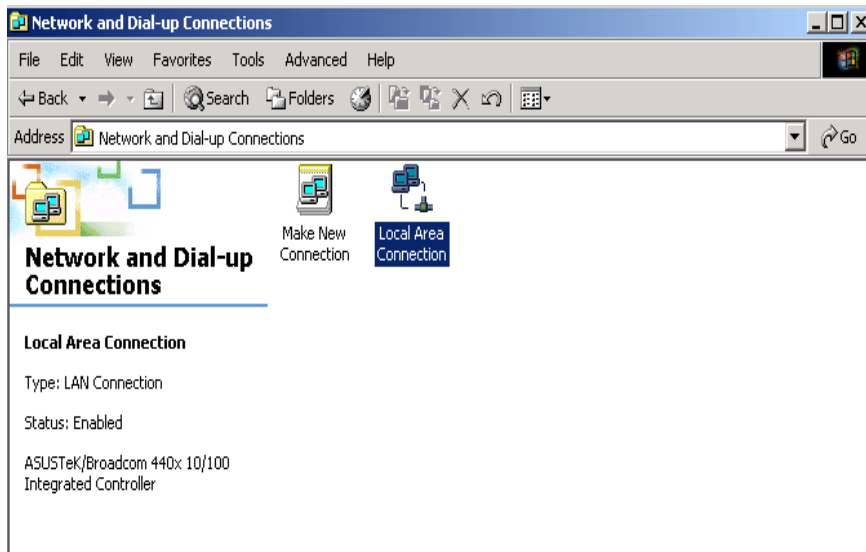 Network and Dial-up Connections
File Edit View Favorites Tools Advanced Help
Back Search Folders
Address Network and Dial-up Connections Go
Make New
Connection
Local Area
Connection
Network and Dial-up
Connections
Local Area Connection
Type: LAN Connection
Status: Enabled
ASUSTeK/Broadcom 440x 10/100
Integrated Controller